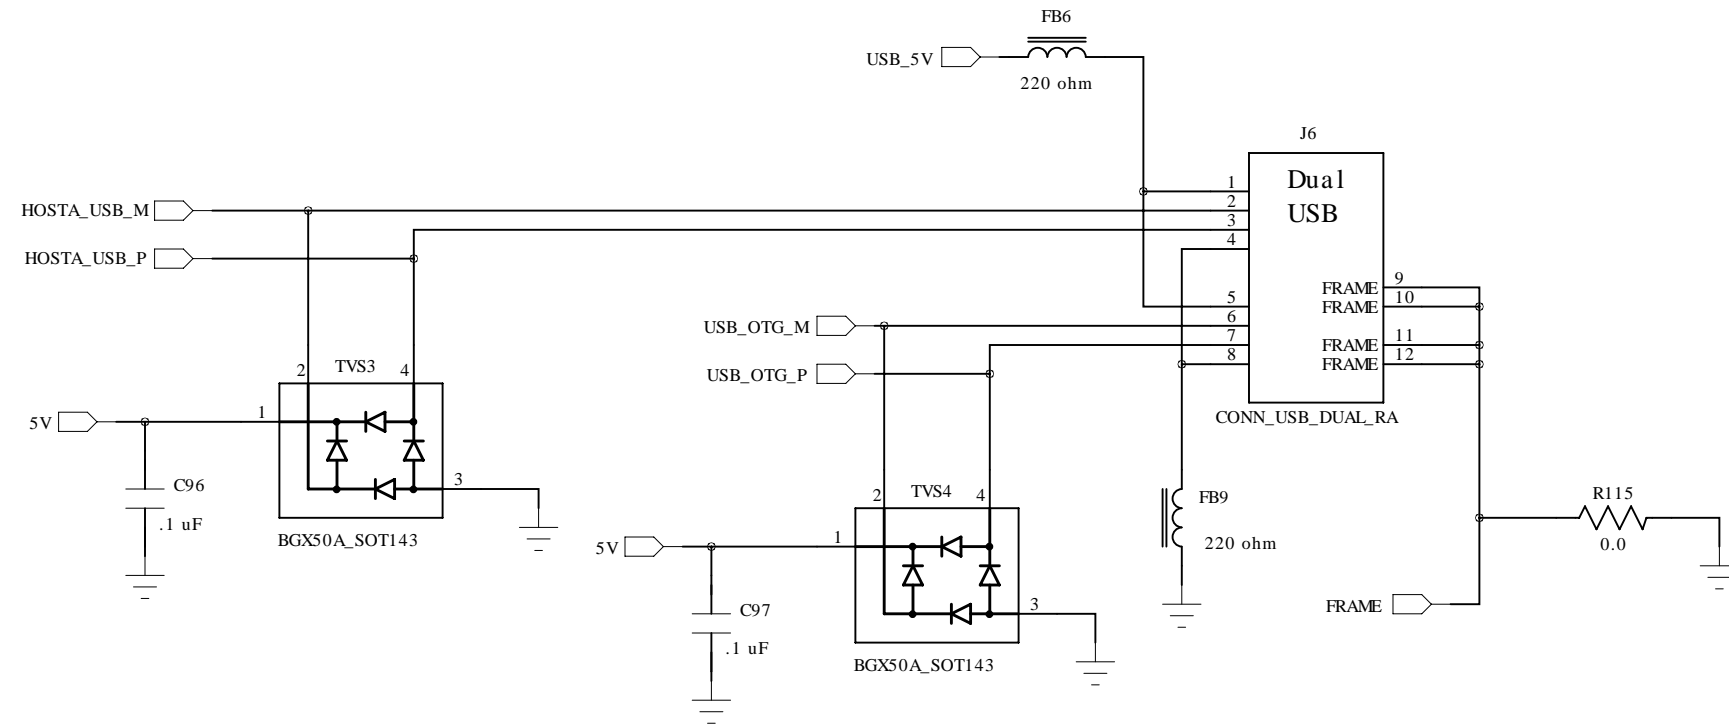 FB6
USB_5V
220 ohm
J6
Dual
USB
1
2
3
4
5
6
7
8
FRAME 9
FRAME 10
FRAME 11
FRAME 12
CONN_USB_DUAL_RA
HOSTA_USB_M
HOSTA_USB_P
USB_OTG_M
USB_OTG_P
2 TVS3 4
5V 1
3
C96
.1 uF
BGX50A_SOT143
2 TVS4 4
5V 1
3
C97
.1 uF
BGX50A_SOT143
FB9
220 ohm
R115
0.0
FRAME